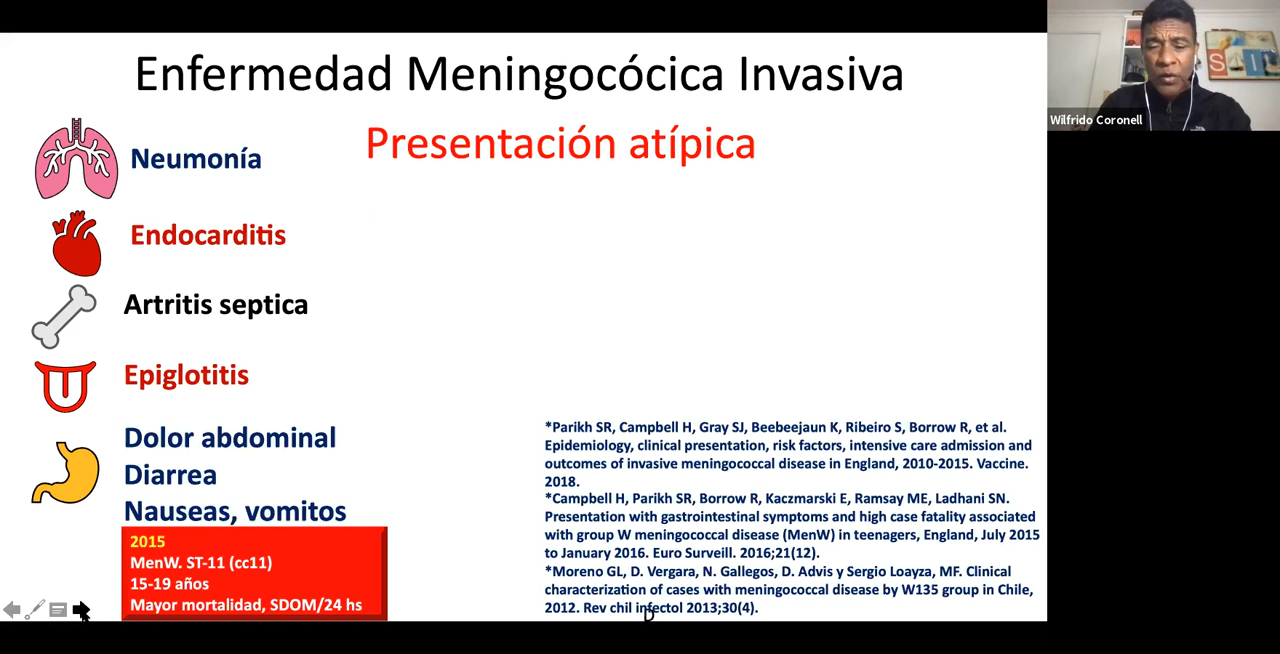 Enfermedad Meningocócica Invasiva
Presentación atípica
Neumonía
Endocarditis
Artritis septica
Epiglotitis
Dolor abdominal
Diarrea
Nauseas, vomitos
2015
MenW. ST-11 (cc11)
15-19 años
Mayor mortalidad, SDOM/24 hs
*Parikh SR, Campbell H, Gray SJ, Beebeejaun K, Ribeiro S, Borrow R, et al.
Epidemiology, clinical presentation, risk factors, intensive care admission and
outcomes of invasive meningococcal disease in England, 2010-2015. Vaccine.
2018.
*Campbell H, Parikh SR, Borrow R, Kaczmarski E, Ramsay ME, Ladhani SN.
Presentation with gastrointestinal symptoms and high case fatality associated
with group W meningococcal disease (MenW) in teenagers, England, July 2015
to January 2016. Euro Surveill. 2016;21(12).
*Moreno GL, D. Vergara, N. Gallegos, D. Advis y Sergio Loayza, MF. Clinical
characterization of cases with meningococcal disease by W135 group in Chile,
2012. Rev chil infectol 2013;30(4).
D
Wilfrido Coronell
S